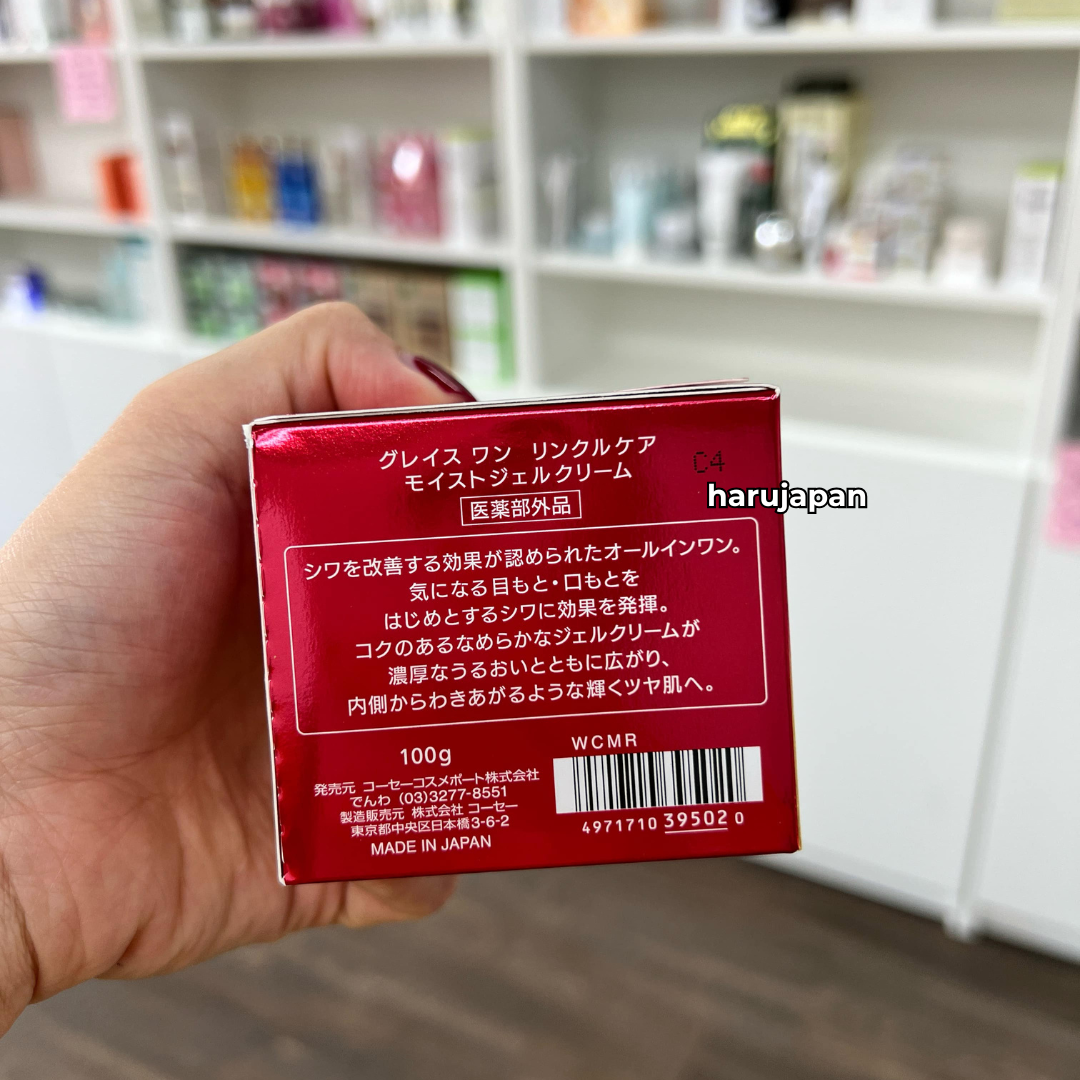 グレイス ワン リンクルケア
モイストジェルクリーム
C4
harujapan
医薬部外品
シワを改善する効果が認められたオールインワン。
気になる目もと・口もとを
はじめとするシワに効果を発揮。
コクのあるなめらかなジェルクリームが
濃厚なうるおいとともに広がり、
内側からわきあがるような輝くツヤ肌へ。
100g
発売元 コーセーコスメポート株式会社
でんわ (03)3277-8551
製造販売元 株式会社 コーセー
東京都中央区日本橋3-6-2
MADE IN JAPAN
WCMR
4971710 39502 0